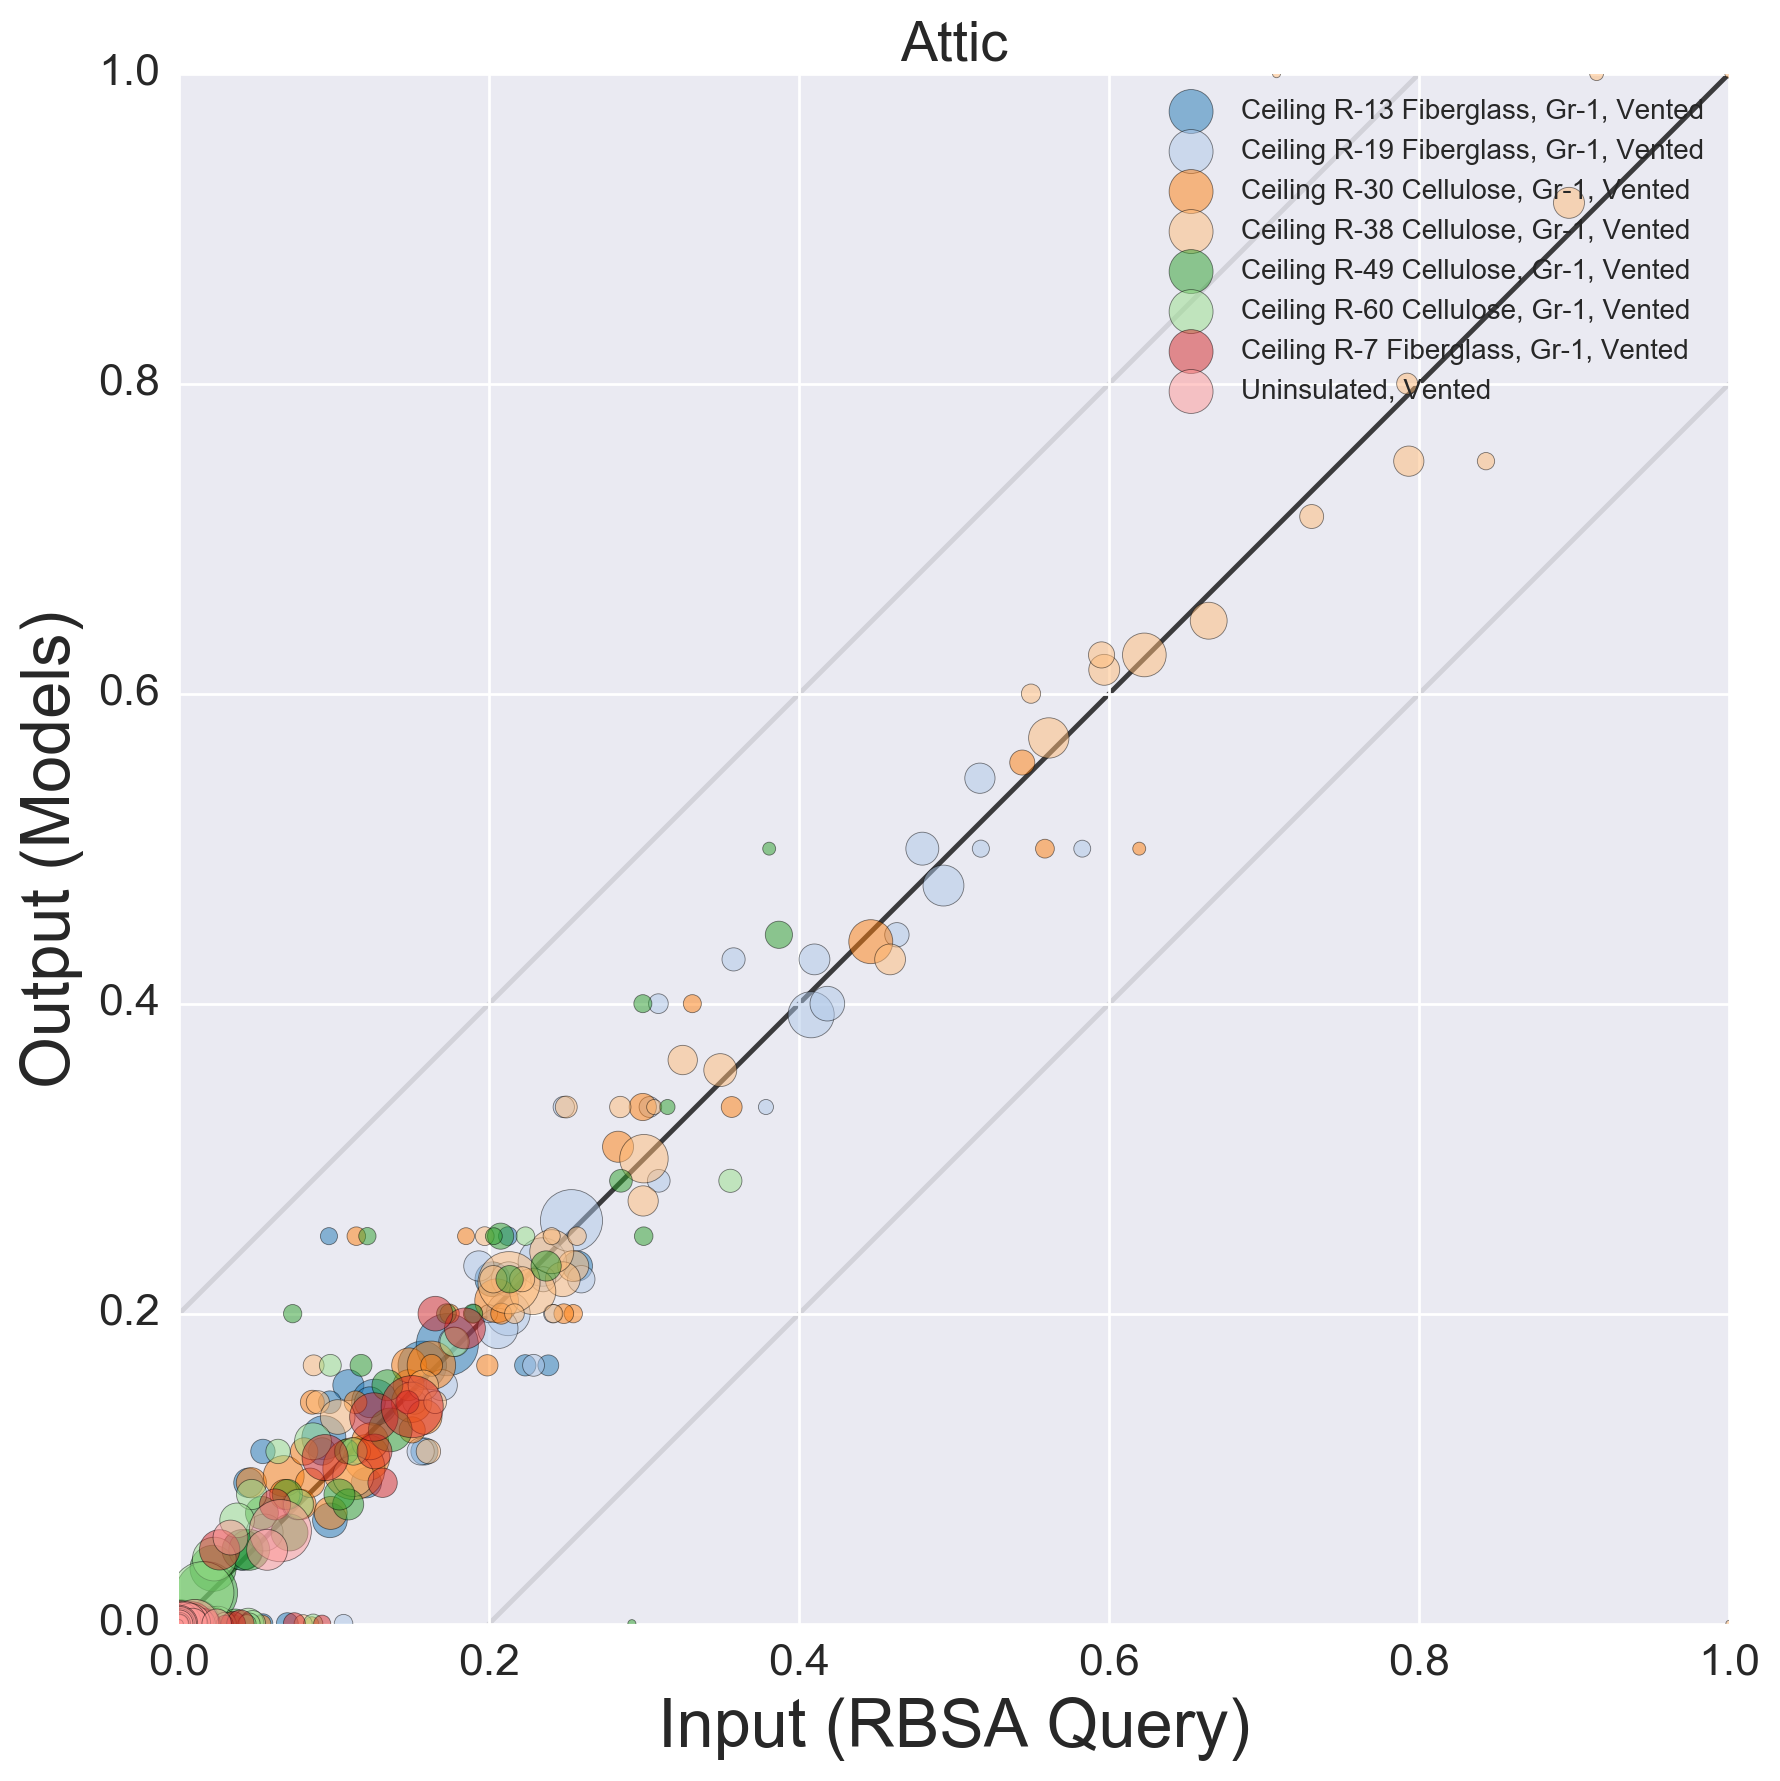 Attic
1.0
Ceiling R-13 Fiberglass, Gr-1, Vented
Ceiling R-19 Fiberglass, Gr-1, Vented
Ceiling R-30 Cellulose, Gr-1, Vented
Ceiling R-38 Cellulose, Gr-1, Vented
Ceiling R-49 Cellulose, Gr-1, Vented
Ceiling R-60 Cellulose, Gr-1, Vented
Ceiling R-7 Fiberglass, Gr-1, Vented
Uninsulated, Vented
0.8
0.6
0.4
0.2
0.0
Output (Models)
0.0 0.2 0.4 0.6 0.8 1.0
Input (RBSA Query)